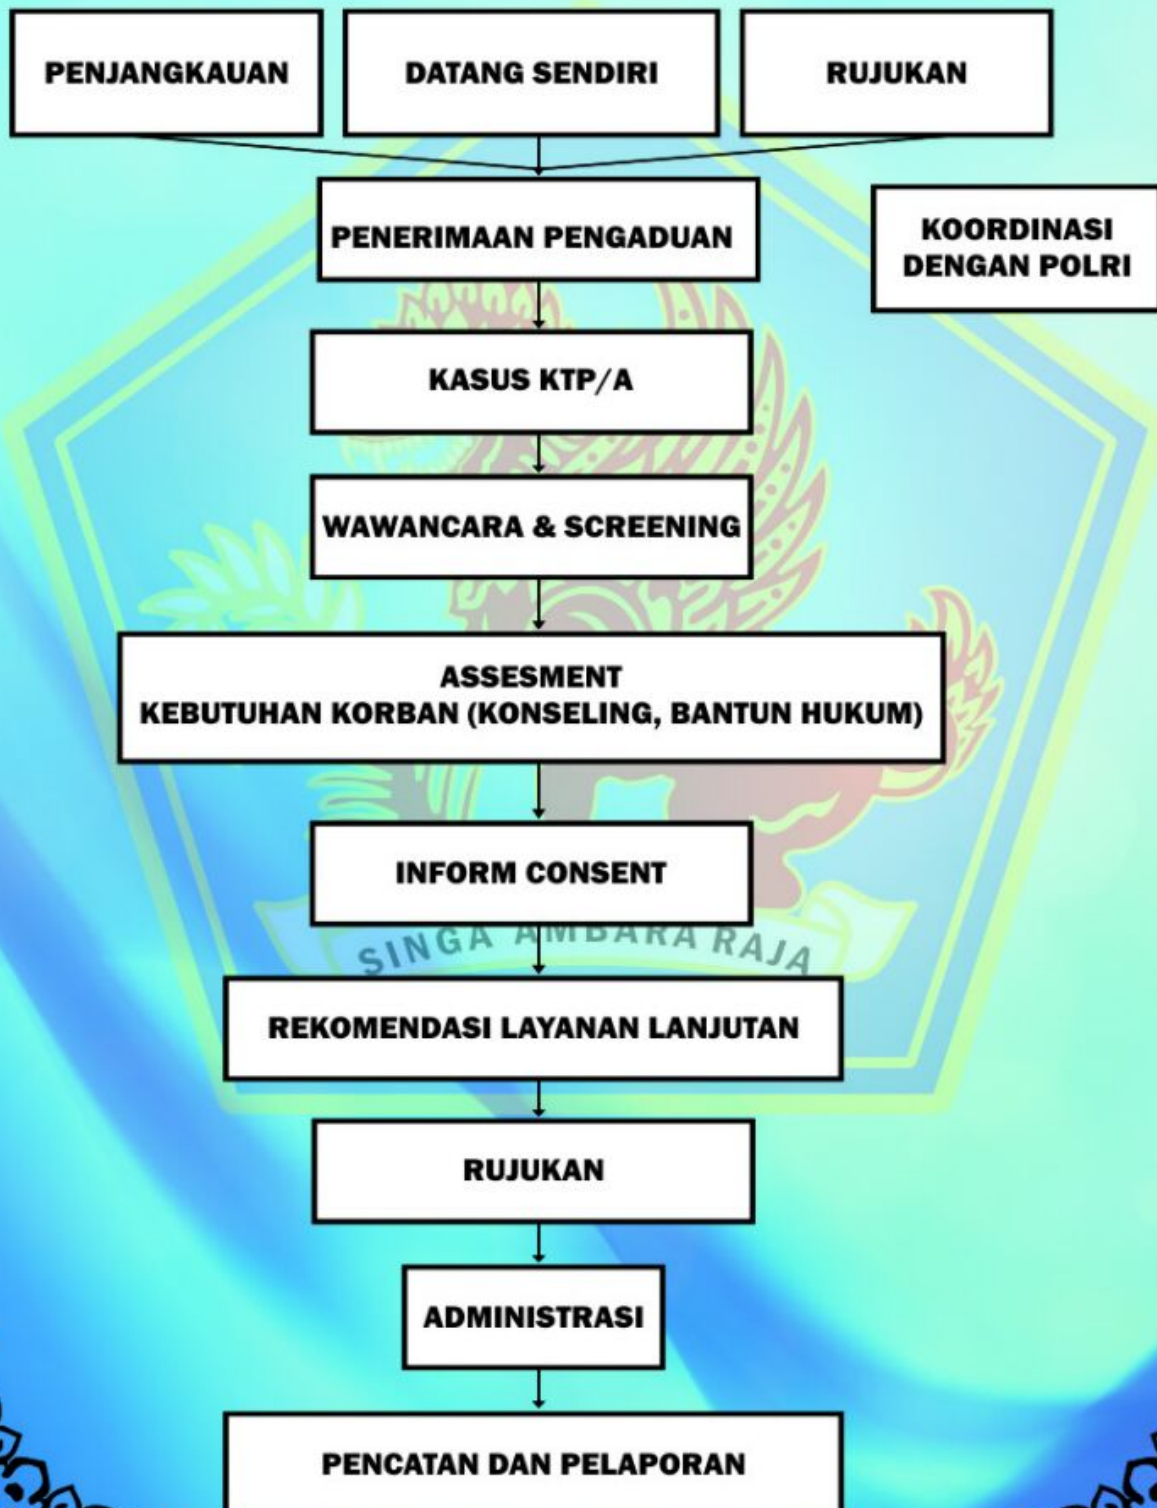 PENJANGKAUAN
DATANG SENDIRI
RUJUKAN
PENERIMAAN PENGADUAN
KOORDINASI
DENGAN POLRI
KASUS KTP/A
WAWANCARA & SCREENING
ASSESMENT
KEBUTUHAN KORBAN (KONSELING, BANTUN HUKUM)
INFORM CONSENT
SINGA AMBARA RAJA
REKOMENDASI LAYANAN LANJUTAN
RUJUKAN
ADMINISTRASI
PENCATAN DAN PELAPORAN